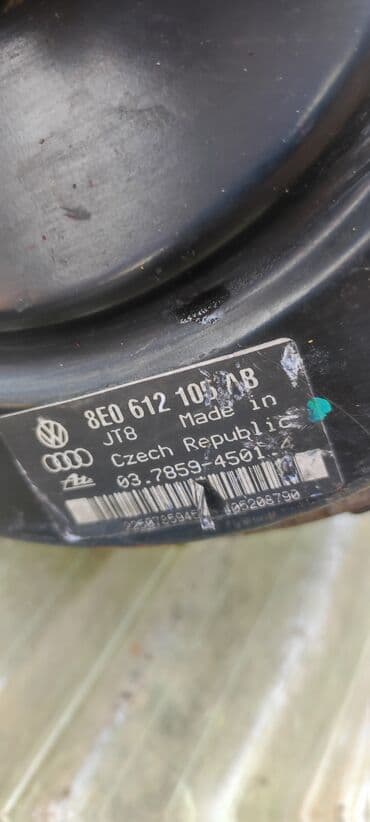 8E0 612 105 AB
JT8 Made in
Czech Republic
03.7859-4501.